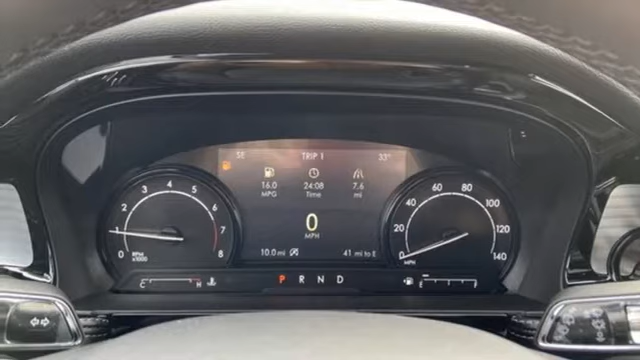 SE TRIP 1 33°
16.0 24:08 7.6
MPG Time mi
0
MPH
10.0 mi 41 mi to E
0 1 2 3 4 5 6 7 8
RPM
x1000
0 20 40 60 80 100 120 140
MPH
C H
P R N D
E